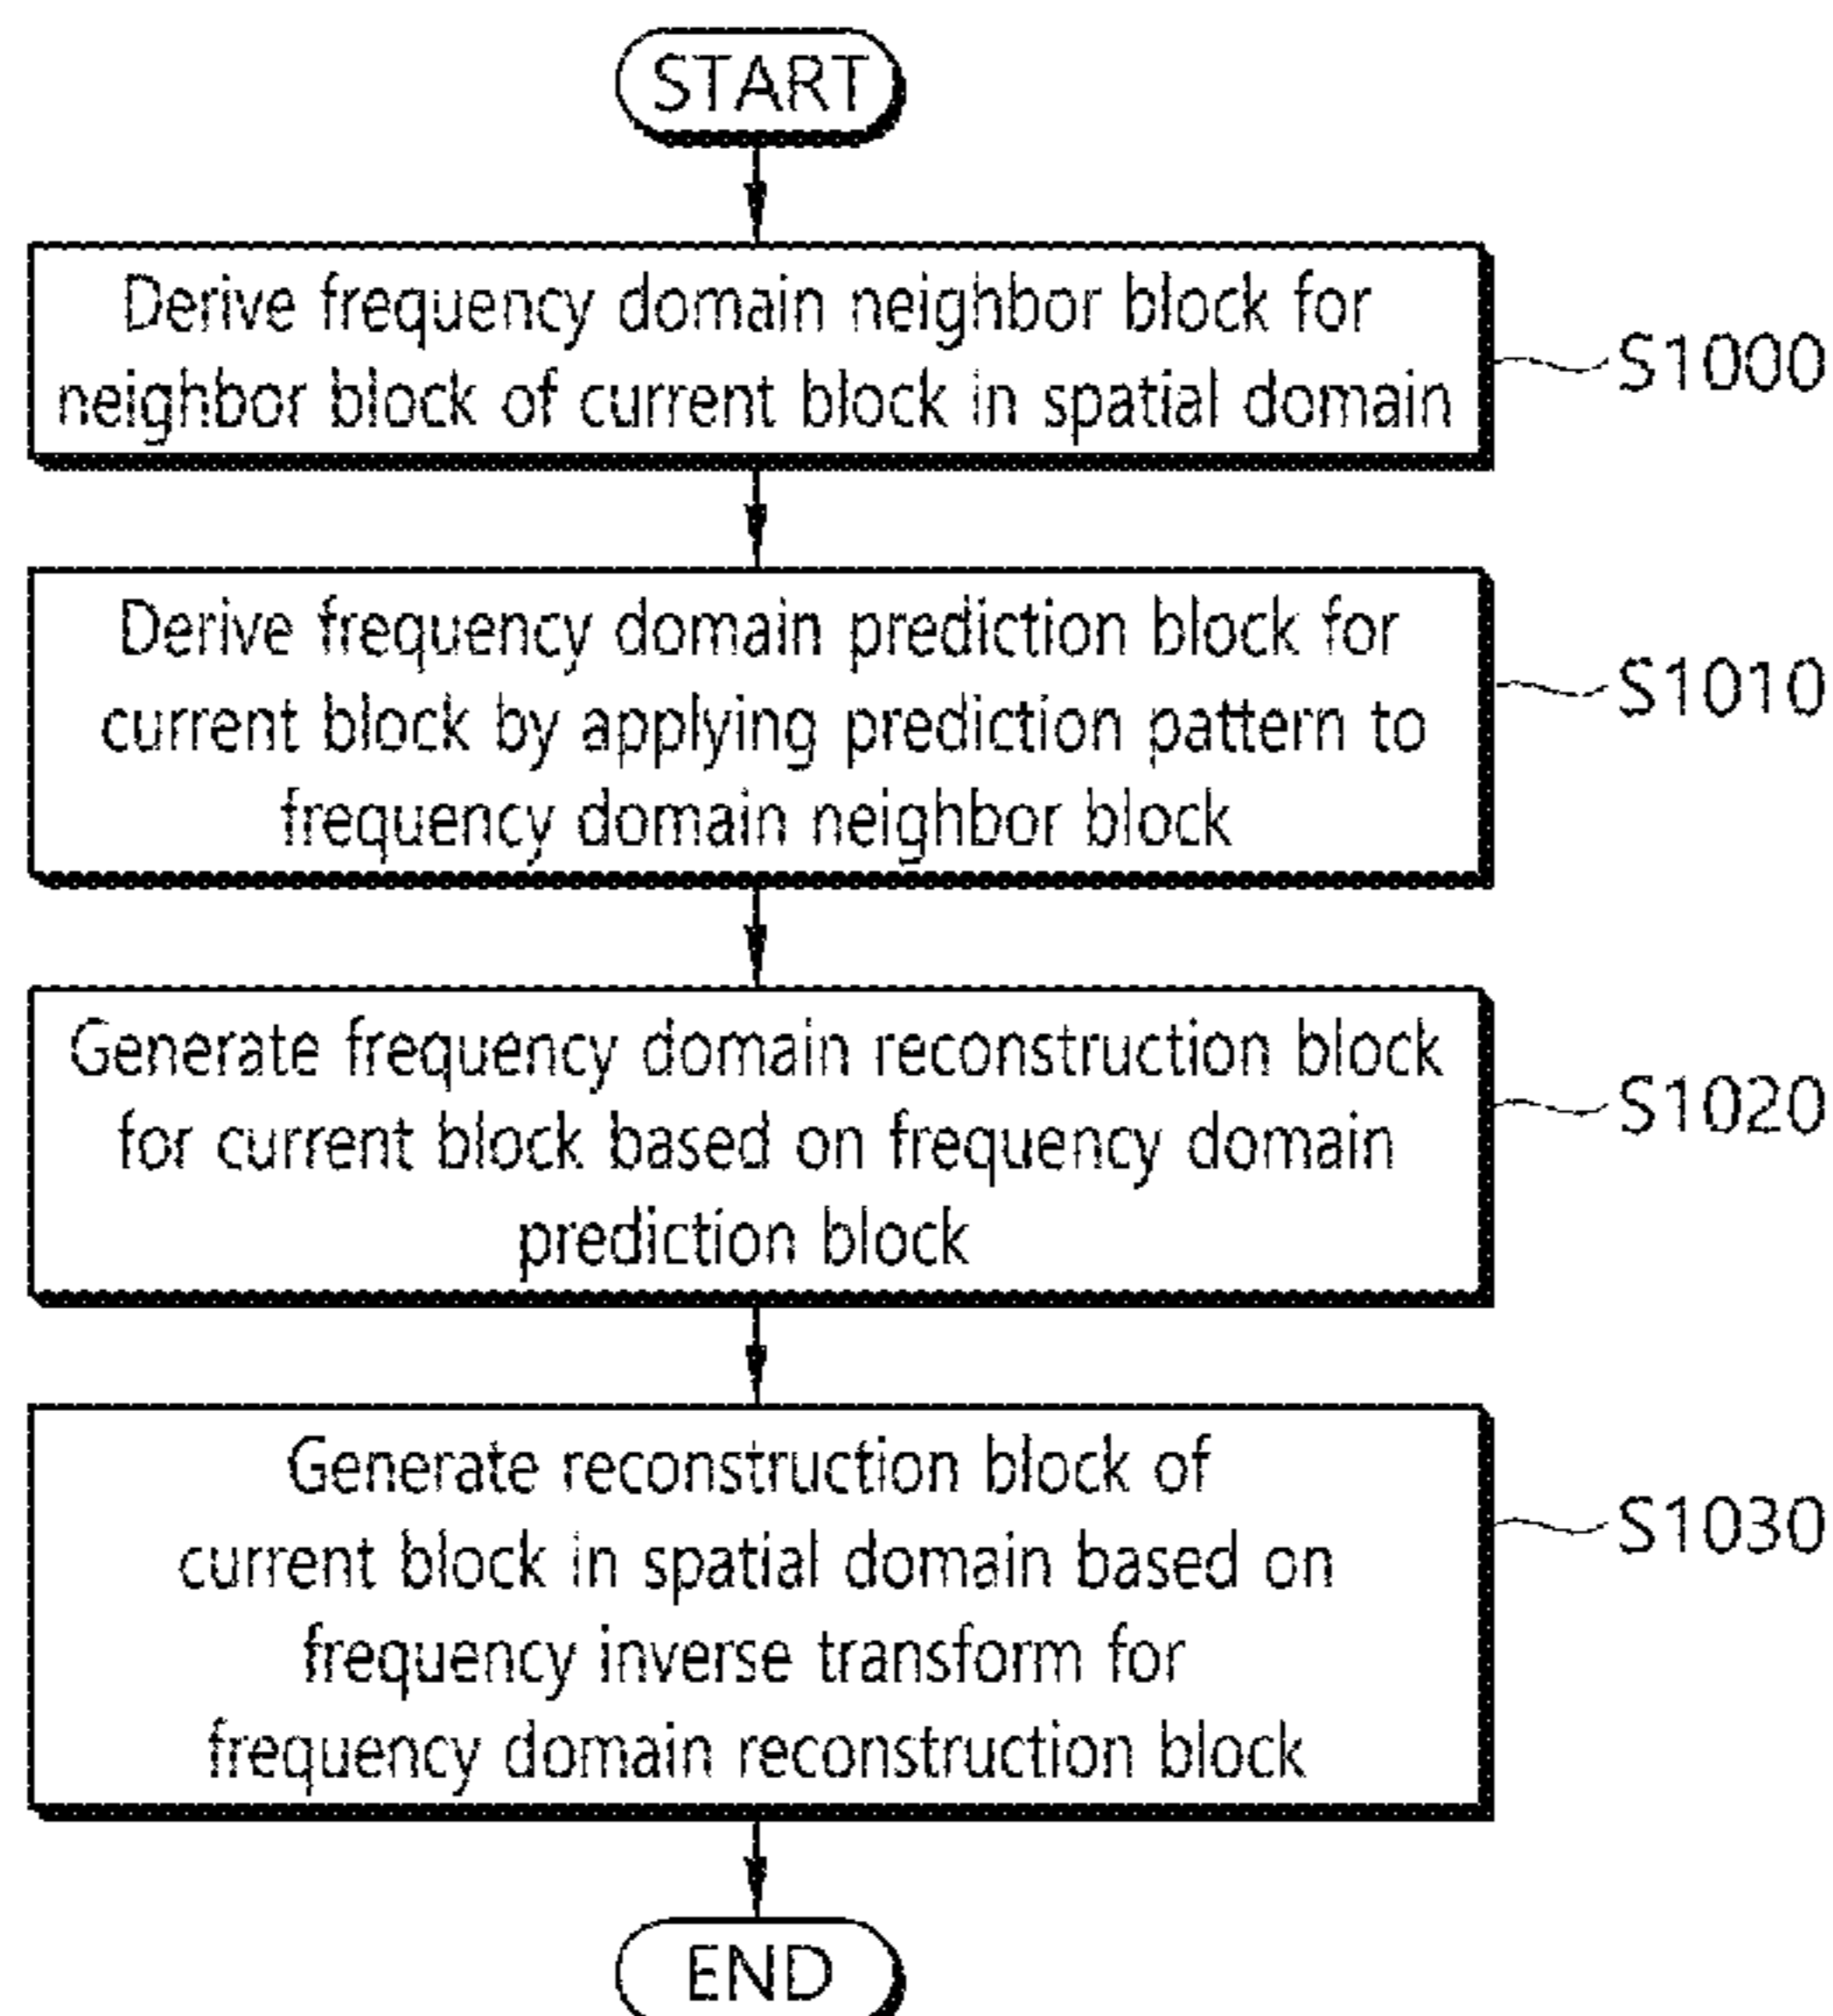 START
Derive frequency domain neighbor block for
neighbor block of current block in spatial domain
S1000
Derive frequency domain prediction block for
current block by applying prediction pattern to
frequency domain neighbor block
S1010
Generate frequency domain reconstruction block
for current block based on frequency domain
prediction block
S1020
Generate reconstruction block of
current block in spatial domain based on
frequency inverse transform for
frequency domain reconstruction block
S1030
END